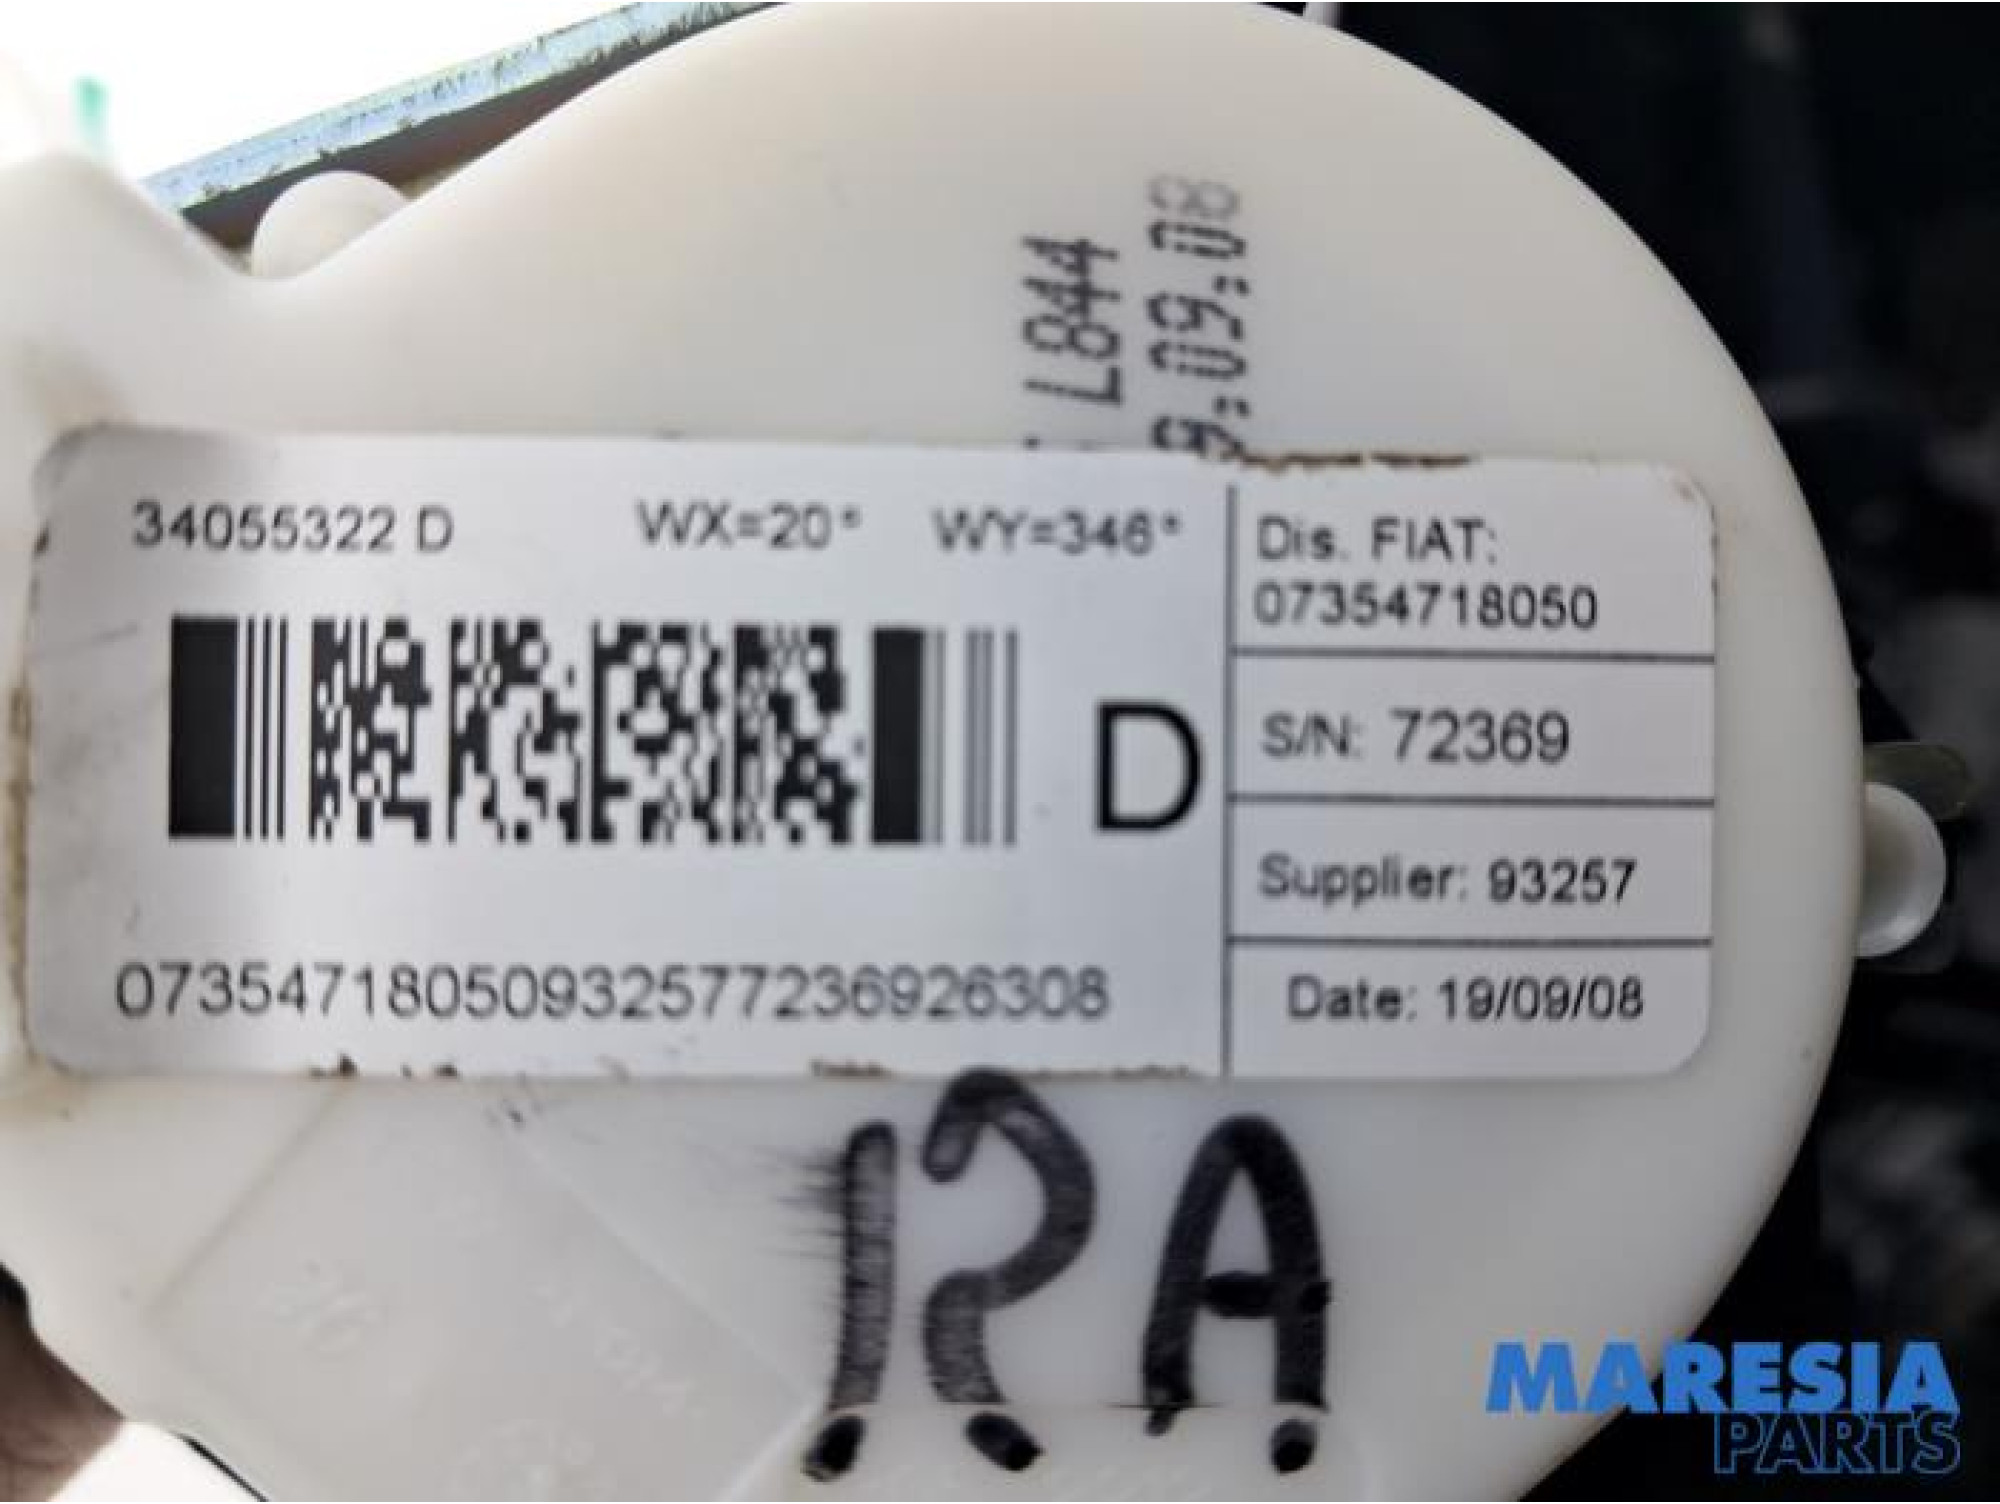 L844
9.09.08
34055322 D WX=20° WY=346°
Dis. FIAT:
07354718050
D
S/N: 72369
Supplier: 93257
Date: 19/09/08
07354718050932577236926308
MARESIA
PARTS